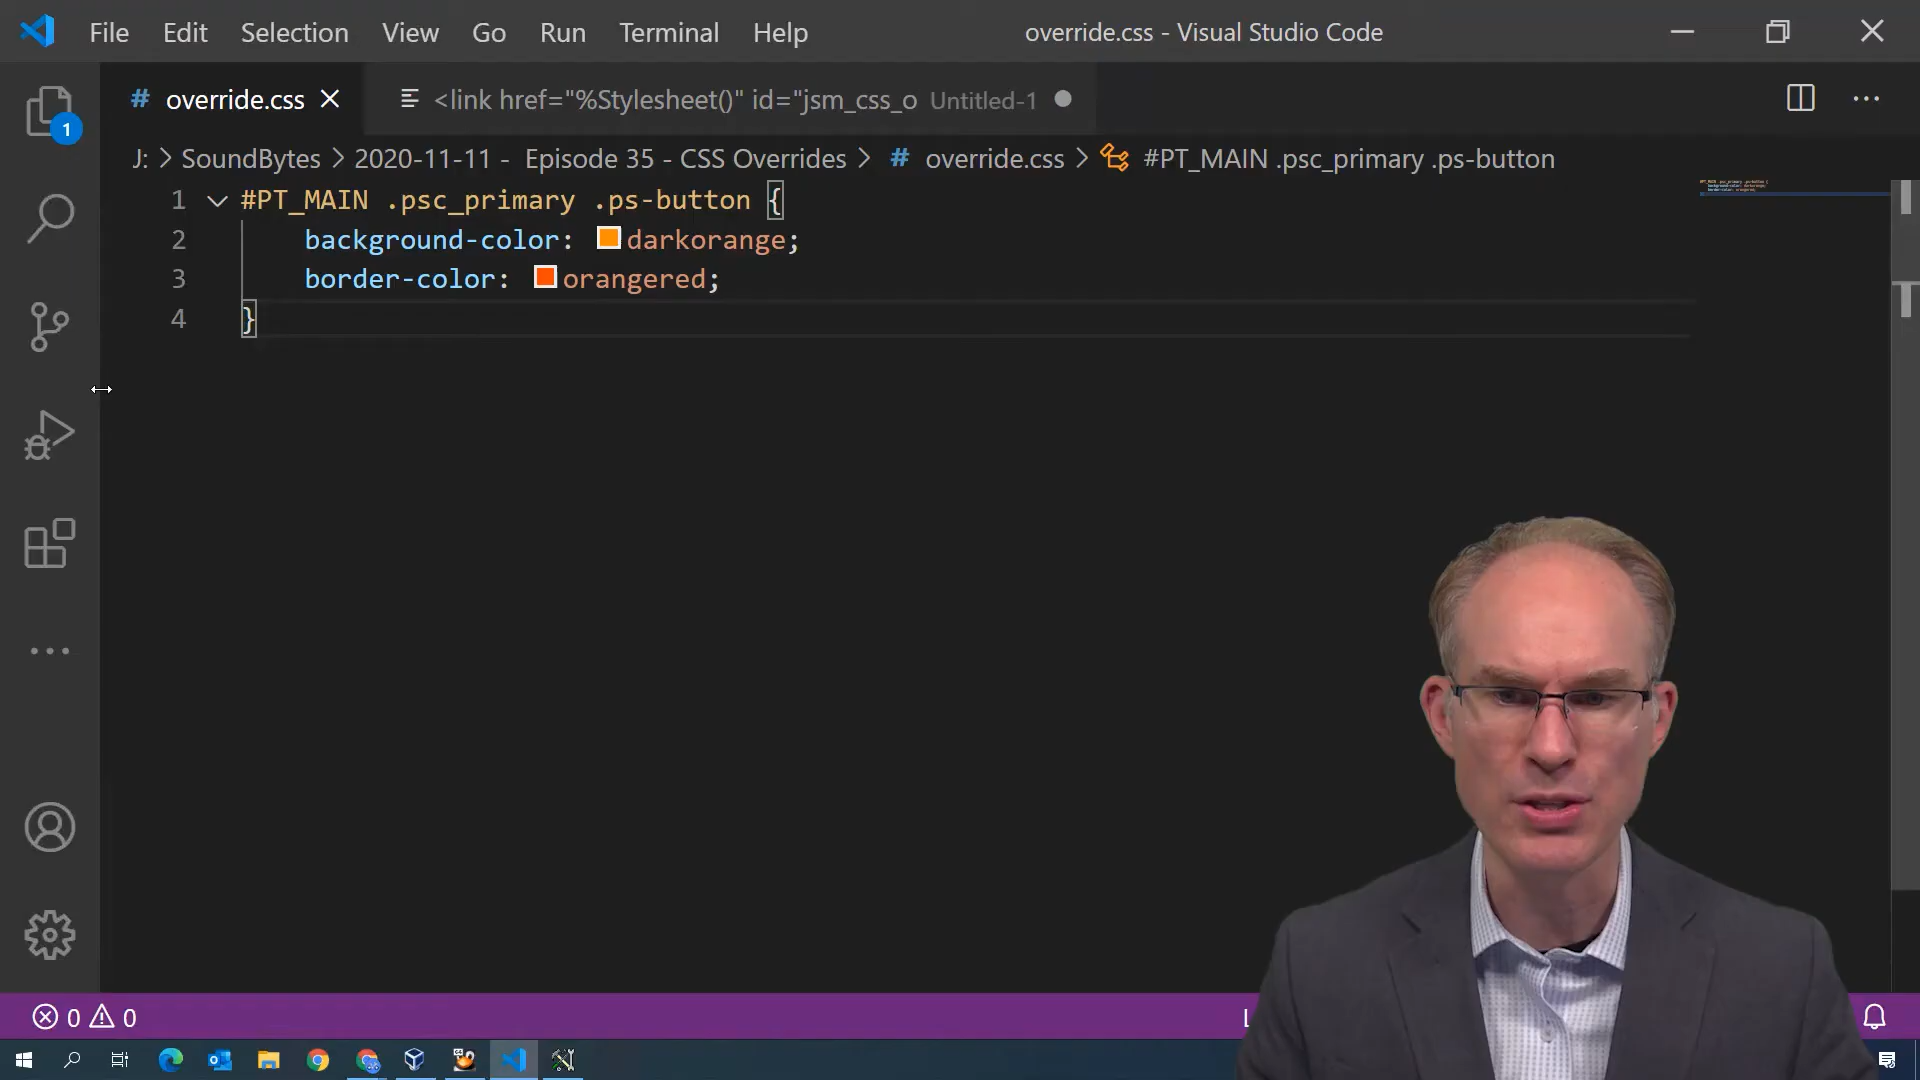 File Edit Selection View Go Run Terminal Help override.css - Visual Studio Code
# override.css <link href="%Stylesheet()" id="jsm_css_o Untitled-1
J: > SoundBytes > 2020-11-11 - Episode 35 - CSS Overrides > # override.css > #PT_MAIN .psc_primary .ps-button
1 #PT_MAIN .psc_primary .ps-button {
2 background-color: darkorange;
3 border-color: orangered;
4 }
1
0 0